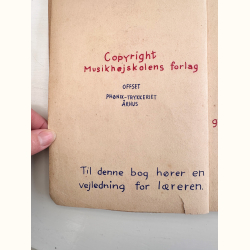 Copyright
Musikhøjskolens forlag
OFFSET
PHØNIX-TRYKKERIET
ÅRHUS
Til denne bog hører en
vejledning for læreren.